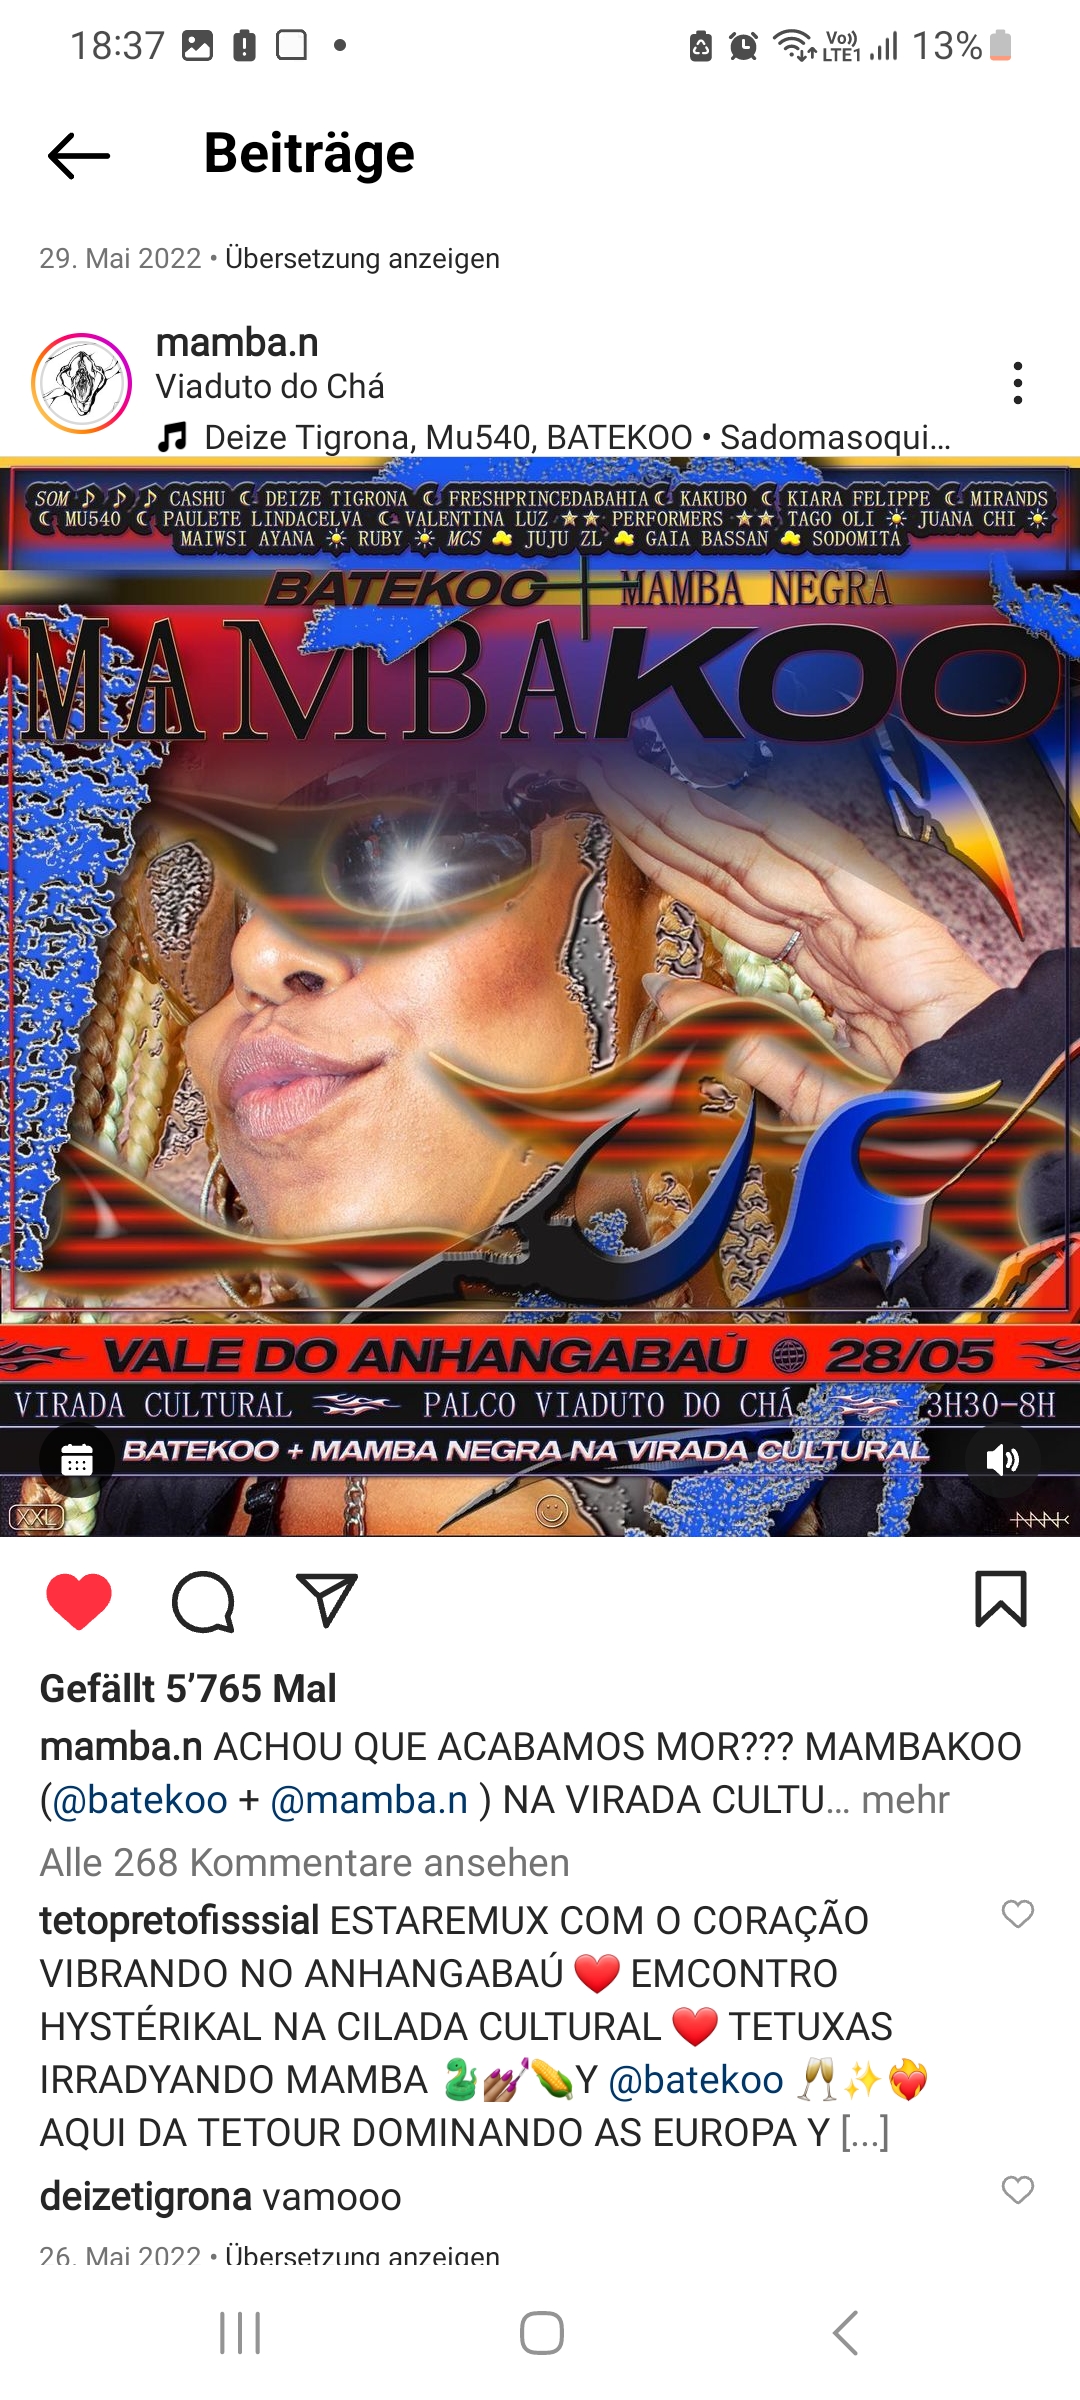 18:37
Vo))
LTE1
13%
Beiträge
29. Mai 2022 • Übersetzung anzeigen
mamba.n
Viaduto do Chá
Deize Tigrona, Mu540, BATEKOO • Sadomasoqui...
SOM ♪ ♪ ♪ CASHU ☾ DEIZE TIGRONA ☾ FRESHPRINCEDABAHIA ☾ KAKUBO ☾ KIARA FELIPPE ☾ MIRANDS
☾ MU540 ☾ PAULETE LINDACELVA ☾ VALENTINA LUZ ★★ PERFORMERS ★★ TAGO OLI ☀ JUANA CHI ☀
MAIWSI AYANA ☀ RUBY ☀ MCS JUJU ZL GAIA BASSAN SODOMITA
BATEKOO + MAMBA NEGRA
MAMBAKOO
VALE DO ANHANGABAÚ 28/05
VIRADA CULTURAL PALCO VIADUTO DO CHÁ 3H30-8H
BATEKOO + MAMBA NEGRA NA VIRADA CULTURAL
XXL
Gefällt 5’765 Mal
mamba.n ACHOU QUE ACABAMOS MOR??? MAMBAKOO
(@batekoo + @mamba.n ) NA VIRADA CULTU... mehr
Alle 268 Kommentare ansehen
tetopretofisssial ESTAREMUX COM O CORAÇÃO
VIBRANDO NO ANHANGABAÚ ❤️ EMCONTRO
HYSTÉRIKAL NA CILADA CULTURAL ❤️ TETUXAS
IRRADYANDO MAMBA 🐍💅🏾🌽Y @batekoo 🥂✨❤️‍🔥
AQUI DA TETOUR DOMINANDO AS EUROPA Y [...]
deizetigrona vamooo
26. Mai 2022 • Übersetzung anzeigen